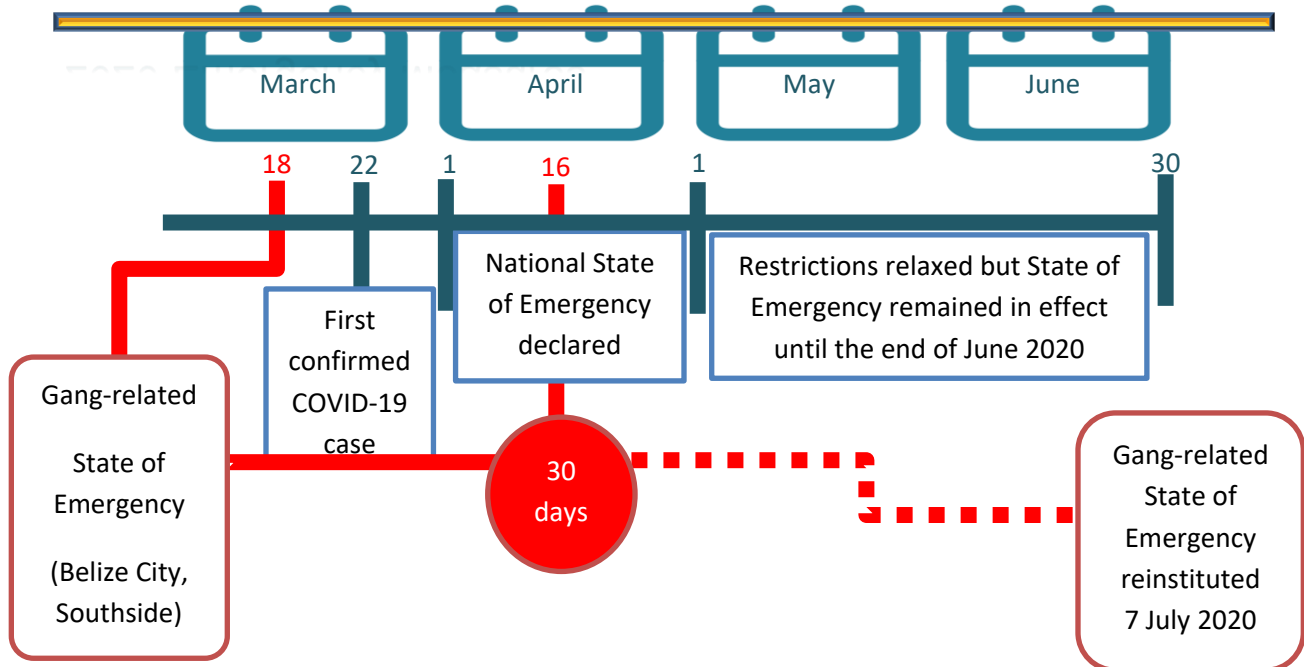 March
April
May
June
18
22
1
16
1
30
National State
of Emergency
declared
Restrictions relaxed but State of
Emergency remained in effect
until the end of June 2020
First
confirmed
COVID-19
case
Gang-related
State of
Emergency
(Belize City,
Southside)
30
days
Gang-related
State of
Emergency
reinstituted
7 July 2020